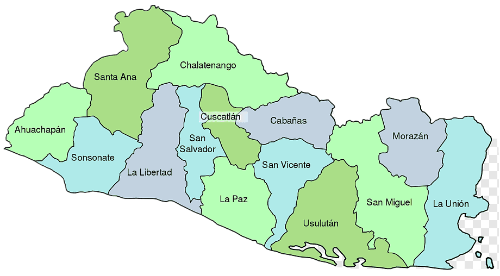 Chalatenango
Santa Ana
Cuscatlán
Cabañas
Ahuachapán
Morazán
San
Salvador
Sonsonate
San Vicente
La Libertad
La Paz
San Miguel
La Unión
Usulután